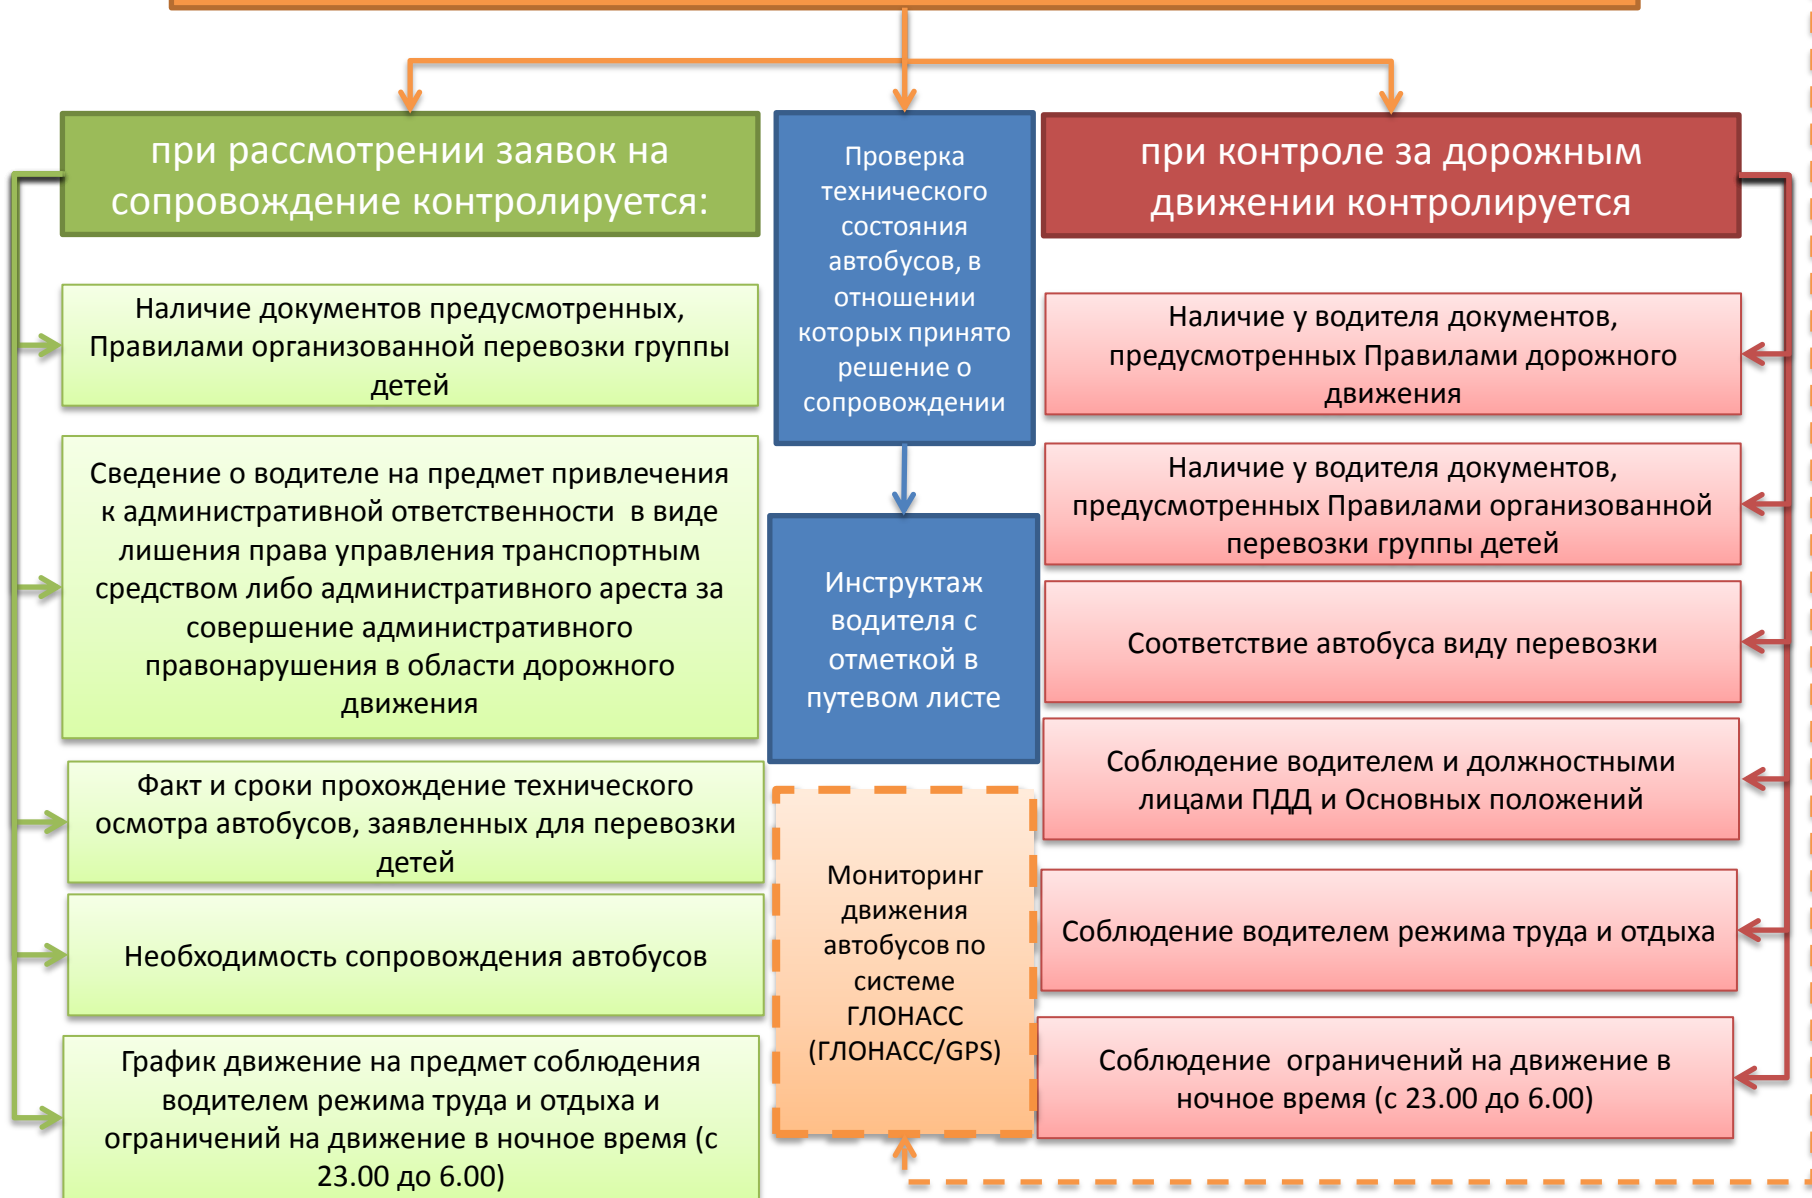 при рассмотрении заявок на
сопровождение контролируется:
Наличие документов предусмотренных,
Правилами организованной перевозки группы
детей
Сведение о водителе на предмет привлечения
к административной ответственности в виде
лишения права управления транспортным
средством либо административного ареста за
совершение административного
правонарушения в области дорожного
движения
Факт и сроки прохождение технического
осмотра автобусов, заявленных для перевозки
детей
Необходимость сопровождения автобусов
График движение на предмет соблюдения
водителем режима труда и отдыха и
ограничений на движение в ночное время (с
23.00 до 6.00)
Проверка
технического
состояния
автобусов, в
отношении
которых принято
решение о
сопровождении
Инструктаж
водителя с
отметкой в
путевом листе
Мониторинг
движения
автобусов по
системе
ГЛОНАСС
(ГЛОНАСС/GPS)
при контроле за дорожным
движении контролируется
Наличие у водителя документов,
предусмотренных Правилами дорожного
движения
Наличие у водителя документов,
предусмотренных Правилами организованной
перевозки группы детей
Соответствие автобуса виду перевозки
Соблюдение водителем и должностными
лицами ПДД и Основных положений
Соблюдение водителем режима труда и отдыха
Соблюдение ограничений на движение в
ночное время (с 23.00 до 6.00)